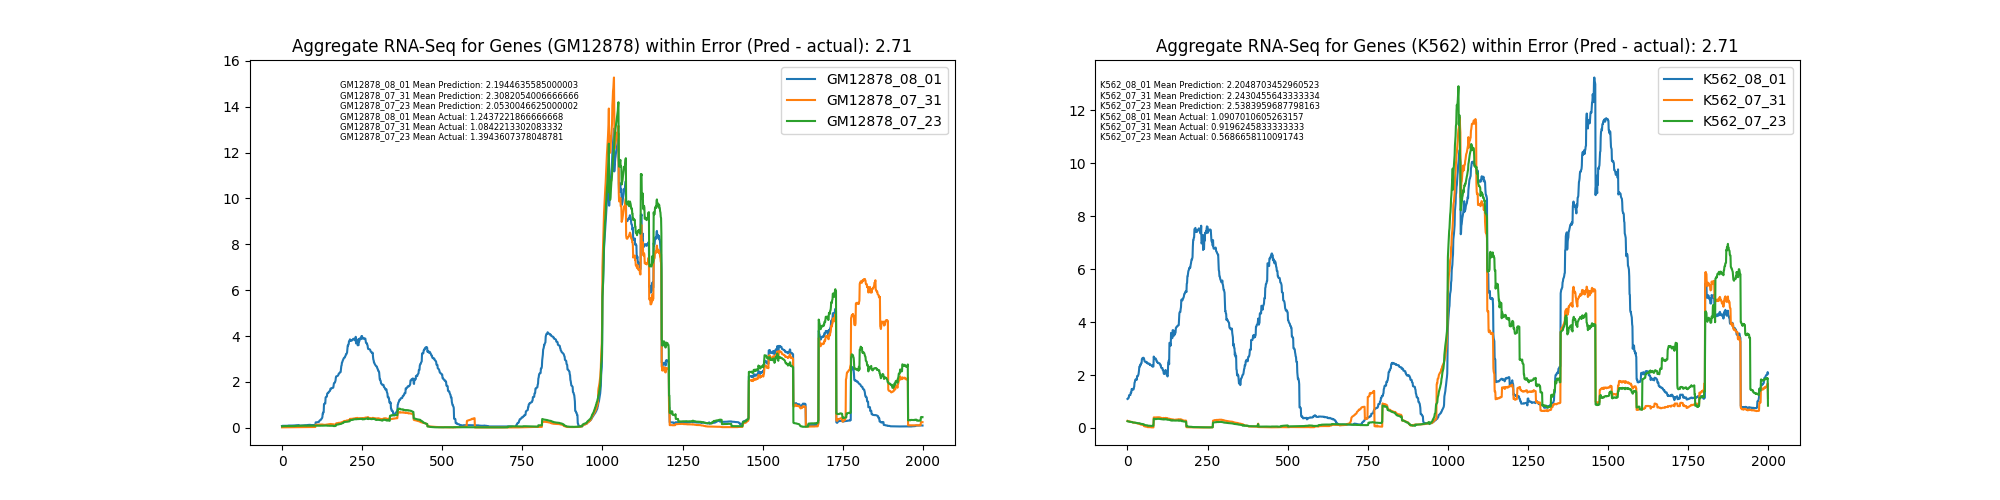 Aggregate RNA-Seq for Genes (GM12878) within Error (Pred - actual): 2.71
GM12878_08_01 Mean Prediction: 2.1944635585000003
GM12878_07_31 Mean Prediction: 2.3082054006666666
GM12878_07_23 Mean Prediction: 2.0530046625000002
GM12878_08_01 Mean Actual: 1.2437221866666668
GM12878_07_31 Mean Actual: 1.0842213302083332
GM12878_07_23 Mean Actual: 1.3943607378048781
GM12878_08_01
GM12878_07_31
GM12878_07_23
16
14
12
10
8
6
4
2
0
0 250 500 750 1000 1250 1500 1750 2000
Aggregate RNA-Seq for Genes (K562) within Error (Pred - actual): 2.71
K562_08_01 Mean Prediction: 2.2048703452960523
K562_07_31 Mean Prediction: 2.2430455643333334
K562_07_23 Mean Prediction: 2.5383959687798163
K562_08_01 Mean Actual: 1.0907010605263157
K562_07_31 Mean Actual: 0.9196245833333333
K562_07_23 Mean Actual: 0.5686658110091743
K562_08_01
K562_07_31
K562_07_23
12
10
8
6
4
2
0
0 250 500 750 1000 1250 1500 1750 2000